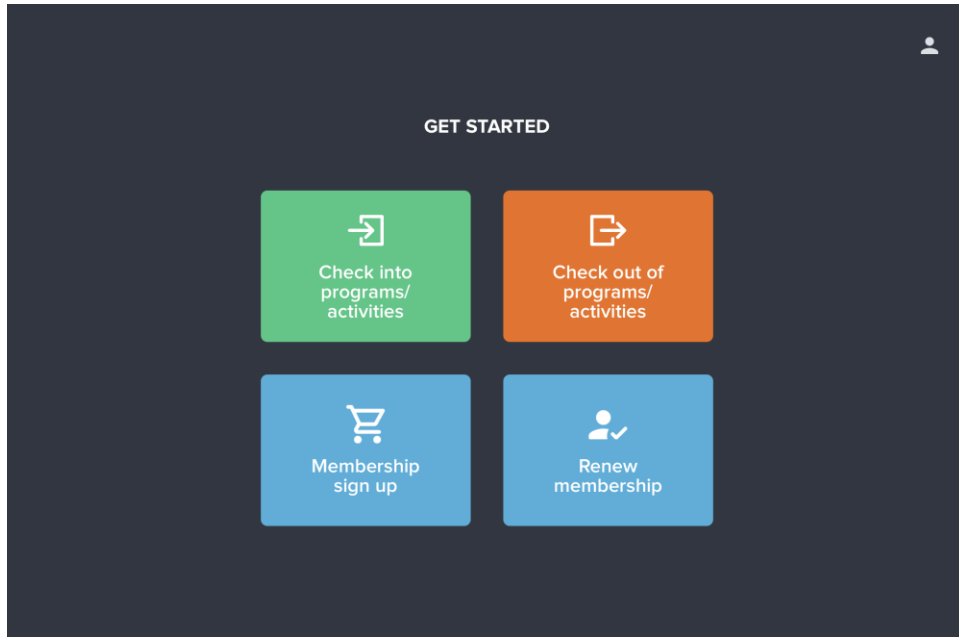 GET STARTED
Check into
programs/
activities
Check out of
programs/
activities
Membership
sign up
Renew
membership